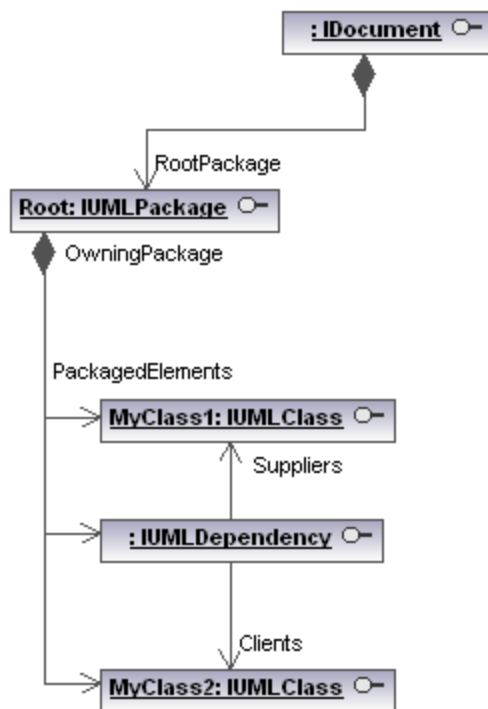 : IDocument
RootPackage
Root: IUMLPackage
OwningPackage
PackagedElements
MyClass1: IUMLClass
Suppliers
: IUMLDependency
Clients
MyClass2: IUMLClass